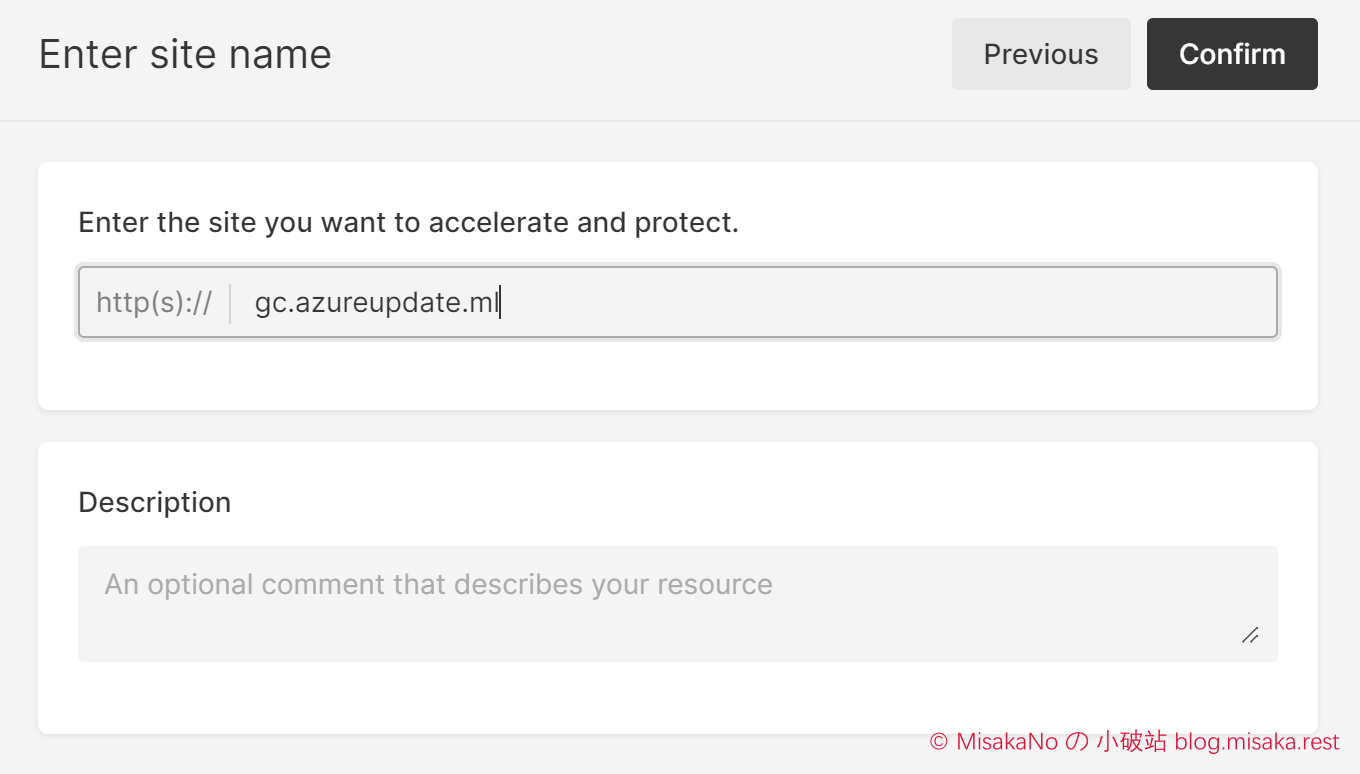 Enter site name
Previous
Confirm
Enter the site you want to accelerate and protect.
http(s)://
gc.azureupdate.ml
Description
An optional comment that describes your resource
© MisakaNo の 小破站 blog.misaka.rest